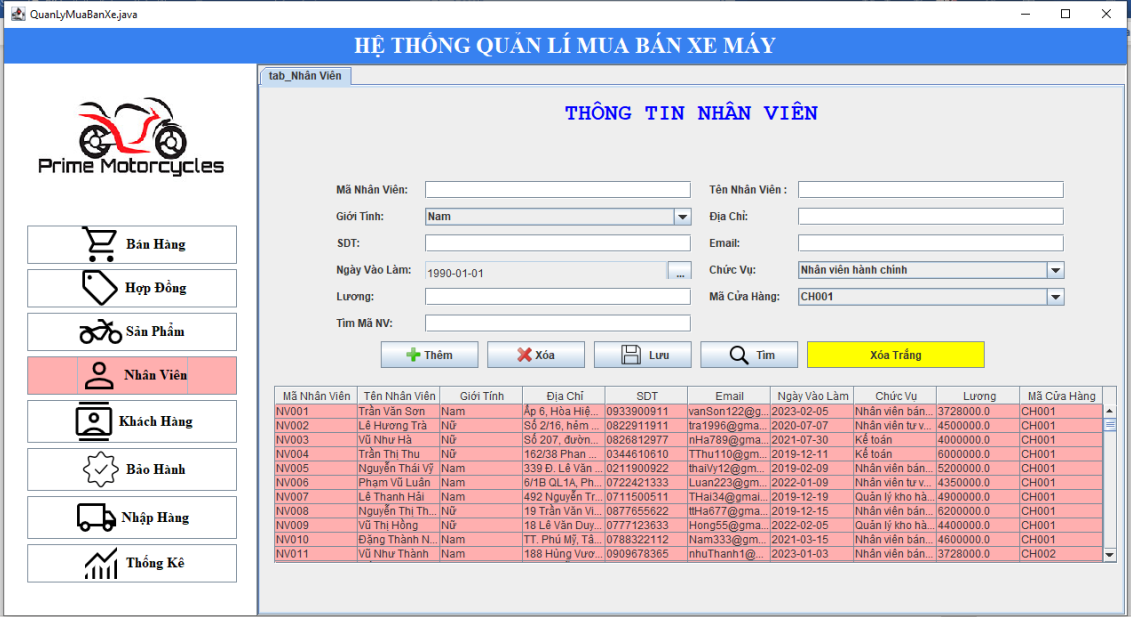 QuanLyMuaBanXe.java
HỆ THỐNG QUẢN LÍ MUA BÁN XE MÁY
tab_Nhân Viên
Prime Motorcycles
THÔNG TIN NHÂN VIÊN
Mã Nhân Viên: Tên Nhân Viên :
Giới Tính: Nam Địa Chỉ:
SDT: Email:
Ngày Vào Làm: 1990-01-01 ... Chức Vụ: Nhân viên hành chính
Lương: Mã Cửa Hàng: CH001
Tìm Mã NV:
Thêm Xóa Lưu Tìm Xóa Trắng
Bán Hàng
Hợp Đồng
Sản Phẩm
Nhân Viên
Khách Hàng
Bảo Hành
Nhập Hàng
Thống Kê
Mã Nhân Viên Tên Nhân Viên Giới Tính Địa Chỉ SDT Email Ngày Vào Làm Chức Vụ Lương Mã Cửa Hàng
NV001 Trần Văn Sơn Nam Ấp 6, Hòa Hiệ... 0933900911 vanSon122@g... 2023-02-05 Nhân viên bán... 3728000.0 CH001
NV002 Lê Hương Trà Nữ Số 2/16, hẻm ... 0822911911 tra1996@gma... 2020-07-07 Nhân viên tư v... 4500000.0 CH001
NV003 Vũ Như Hà Nữ Số 207, đườn... 0826812977 nHa789@gma... 2021-07-30 Kế toán 4000000.0 CH001
NV004 Trần Thị Thu Nữ 162/38 Phan ... 0344610610 TThu110@gm... 2019-12-11 Kế toán 6000000.0 CH001
NV005 Nguyễn Thái Vỹ Nam 339 Đ. Lê Văn ... 0211900922 thaiVy12@gm... 2019-02-09 Nhân viên bán... 5200000.0 CH001
NV006 Phạm Vũ Luân Nam 6/1B QL1A, Ph... 0722421333 Luan223@gm... 2022-01-09 Nhân viên tư v... 4350000.0 CH001
NV007 Lê Thanh Hải Nam 492 Nguyễn Tr... 0711500511 THai34@gmai... 2019-12-19 Quản lý kho hà... 4900000.0 CH001
NV008 Nguyễn Thị Th... Nữ 19 Trần Văn Vi... 0877655622 ttHa677@gma... 2019-12-15 Nhân viên bán... 6200000.0 CH001
NV009 Vũ Thị Hồng Nữ 18 Lê Văn Duy... 0777123633 Hong55@gma... 2022-02-05 Quản lý kho hà... 4400000.0 CH001
NV010 Đặng Thành N... Nam TT. Phú Mỹ, Tâ... 0788322112 Nam333@gm... 2021-03-15 Nhân viên bán... 4600000.0 CH001
NV011 Vũ Như Thành Nam 188 Hùng Vươ... 0909678365 nhuThanh1@... 2023-01-03 Nhân viên bán... 3728000.0 CH002